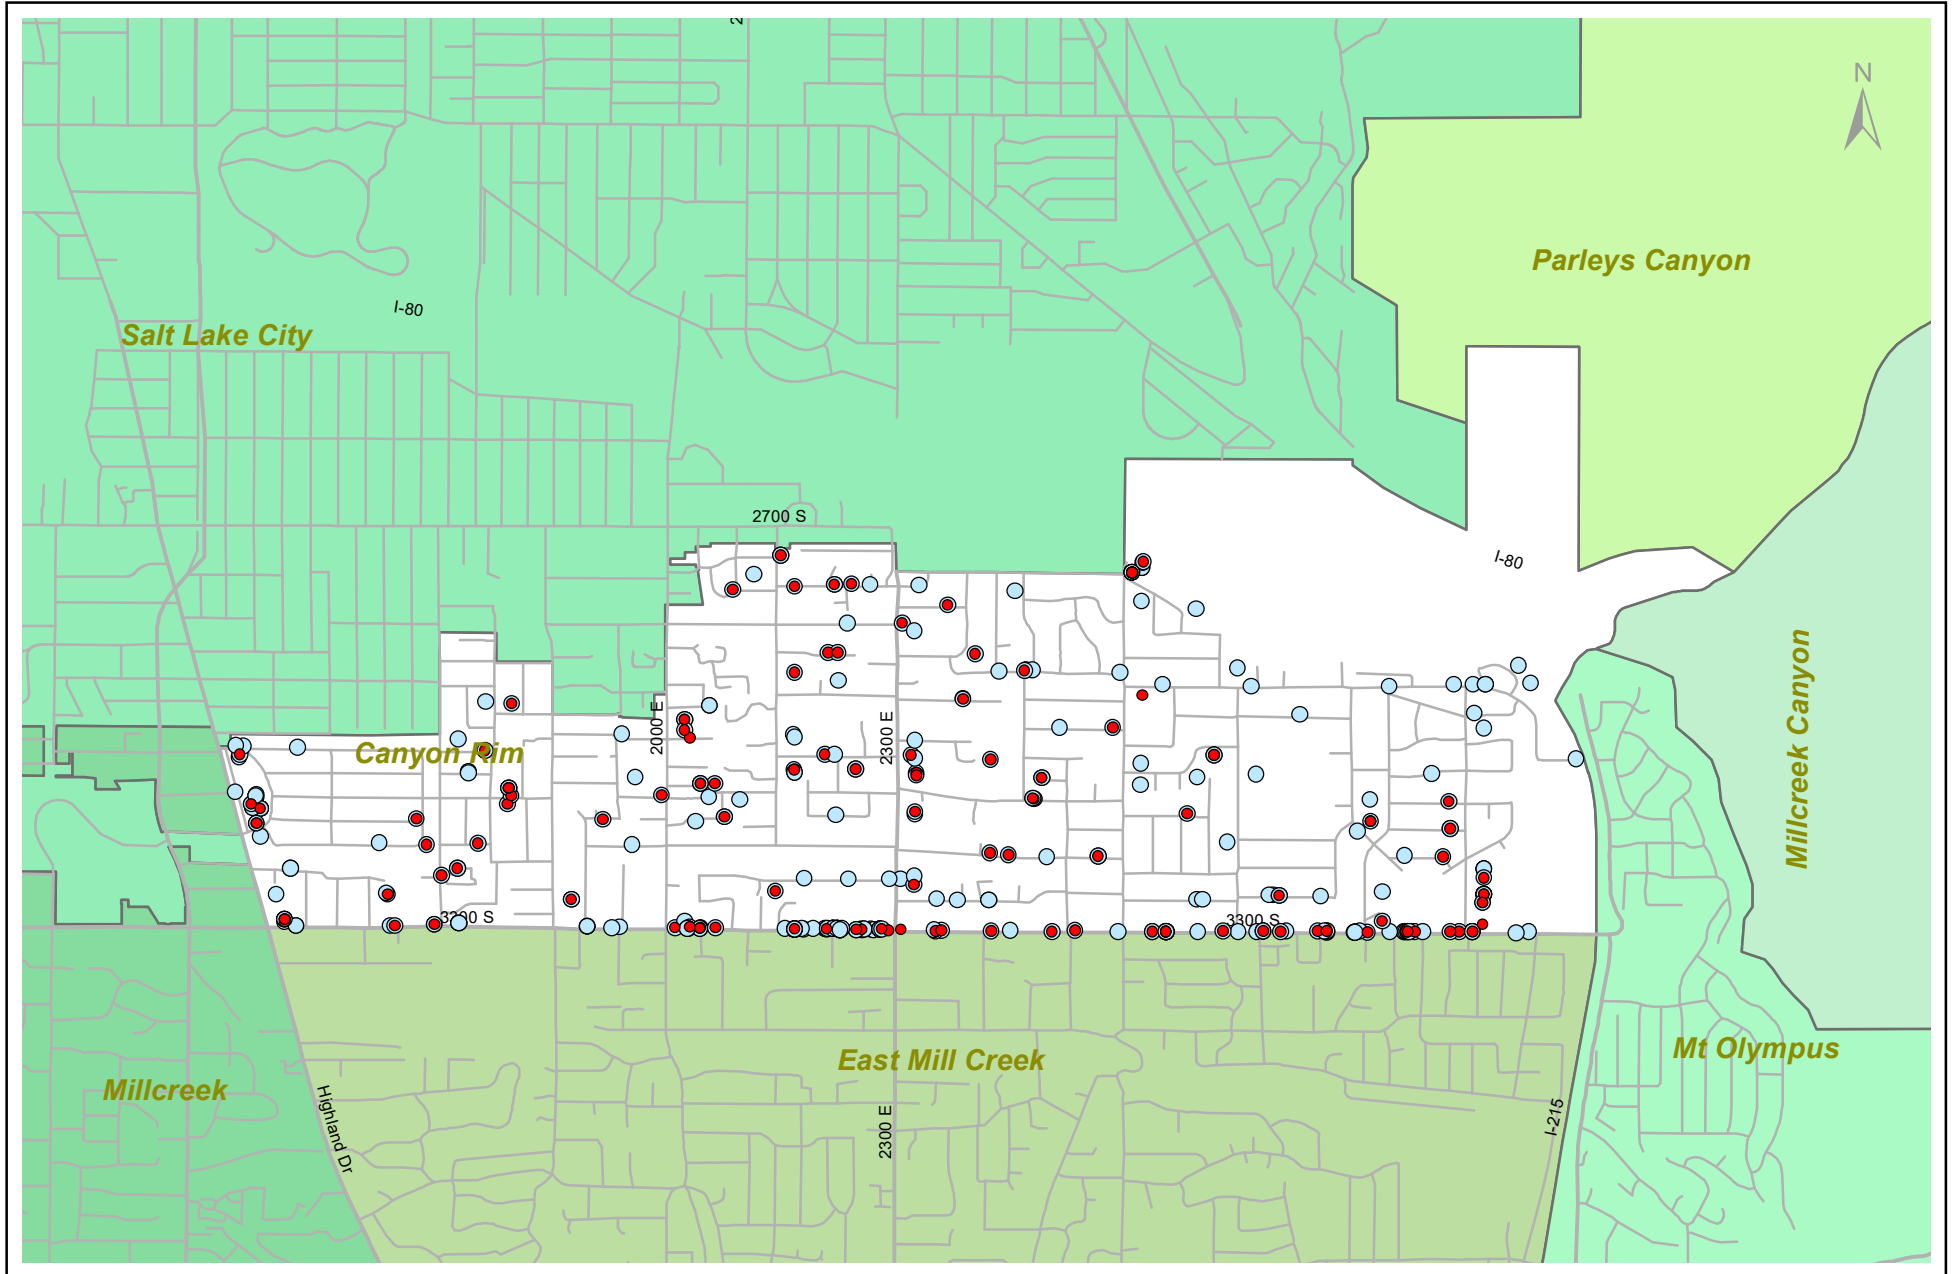 N
Parleys Canyon
I-80
Salt Lake City
2700 S
I-80
2000 E
2300 E
Canyon Rim
Millcreek Canyon
3300 S
3300 S
East Mill Creek
Mt Olympus
Millcreek
Highland Dr
2300 E
I-215